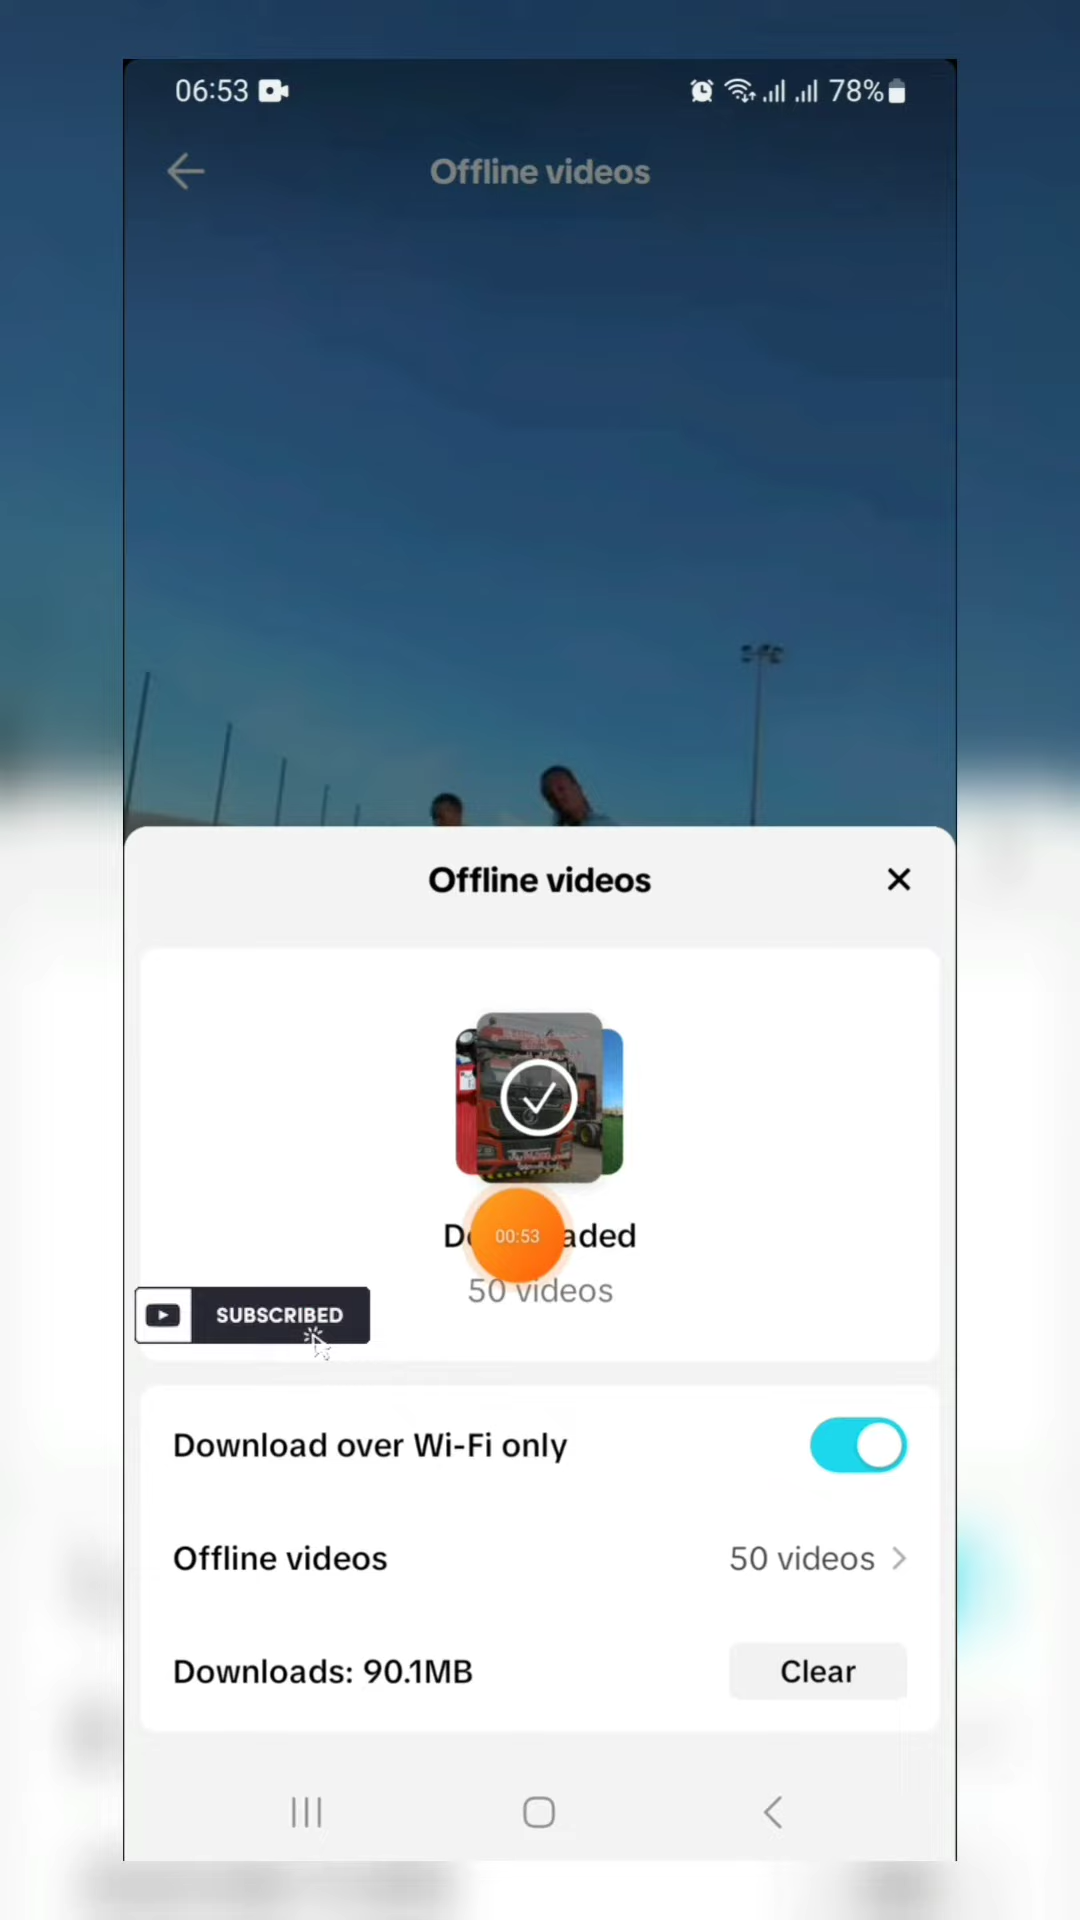 06:53
78%
Offline videos
Offline videos
00:53
50 videos
SUBSCRIBED
Download over Wi-Fi only
Offline videos
50 videos
Downloads: 90.1MB
Clear